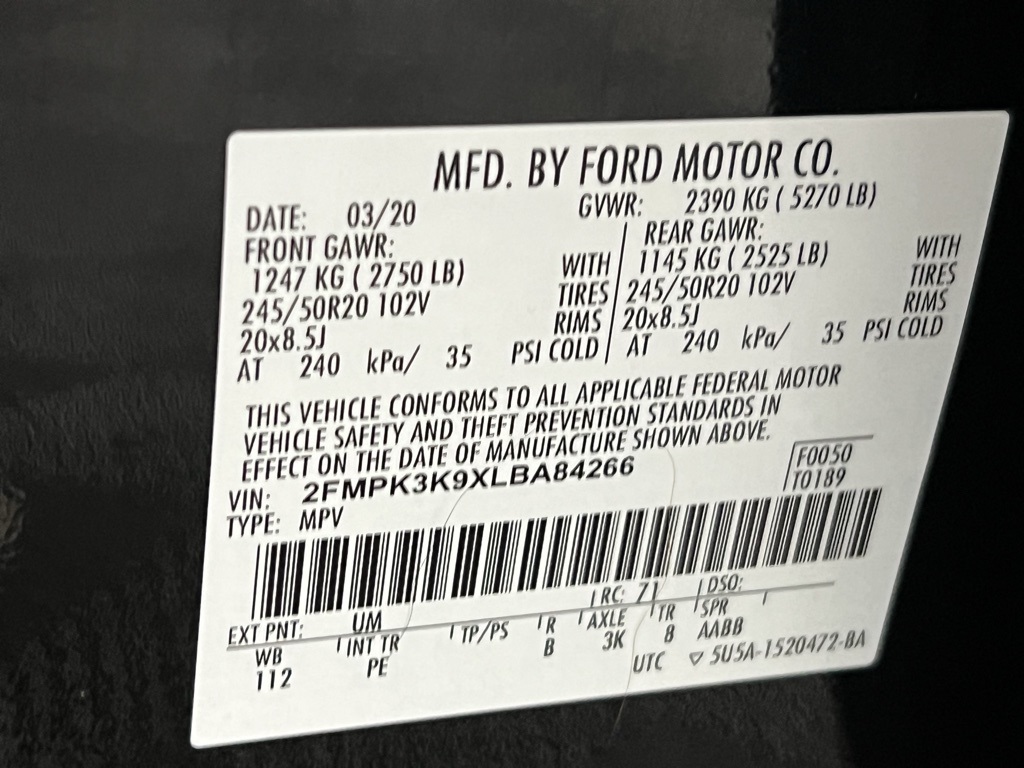 MFD. BY FORD MOTOR CO.
DATE: 03/20 GVWR: 2390 KG ( 5270 LB)
FRONT GAWR: REAR GAWR:
1247 KG ( 2750 LB) WITH 1145 KG ( 2525 LB) WITH
245/50R20 102V TIRES 245/50R20 102V TIRES
20x8.5J RIMS 20x8.5J RIMS
AT 240 kPa/ 35 PSI COLD AT 240 kPa/ 35 PSI COLD
THIS VEHICLE CONFORMS TO ALL APPLICABLE FEDERAL MOTOR
VEHICLE SAFETY AND THEFT PREVENTION STANDARDS IN
EFFECT ON THE DATE OF MANUFACTURE SHOWN ABOVE.
VIN: 2FMPK3K9XLBA84266 F0050
TYPE: MPV T0189
EXT PNT: UM RC: 71 DSO:
WB INT TR TP/PS R AXLE TR SPR
112 PE B 3K 8 AABB
UTC ▽ 5U5A-1520472-BA